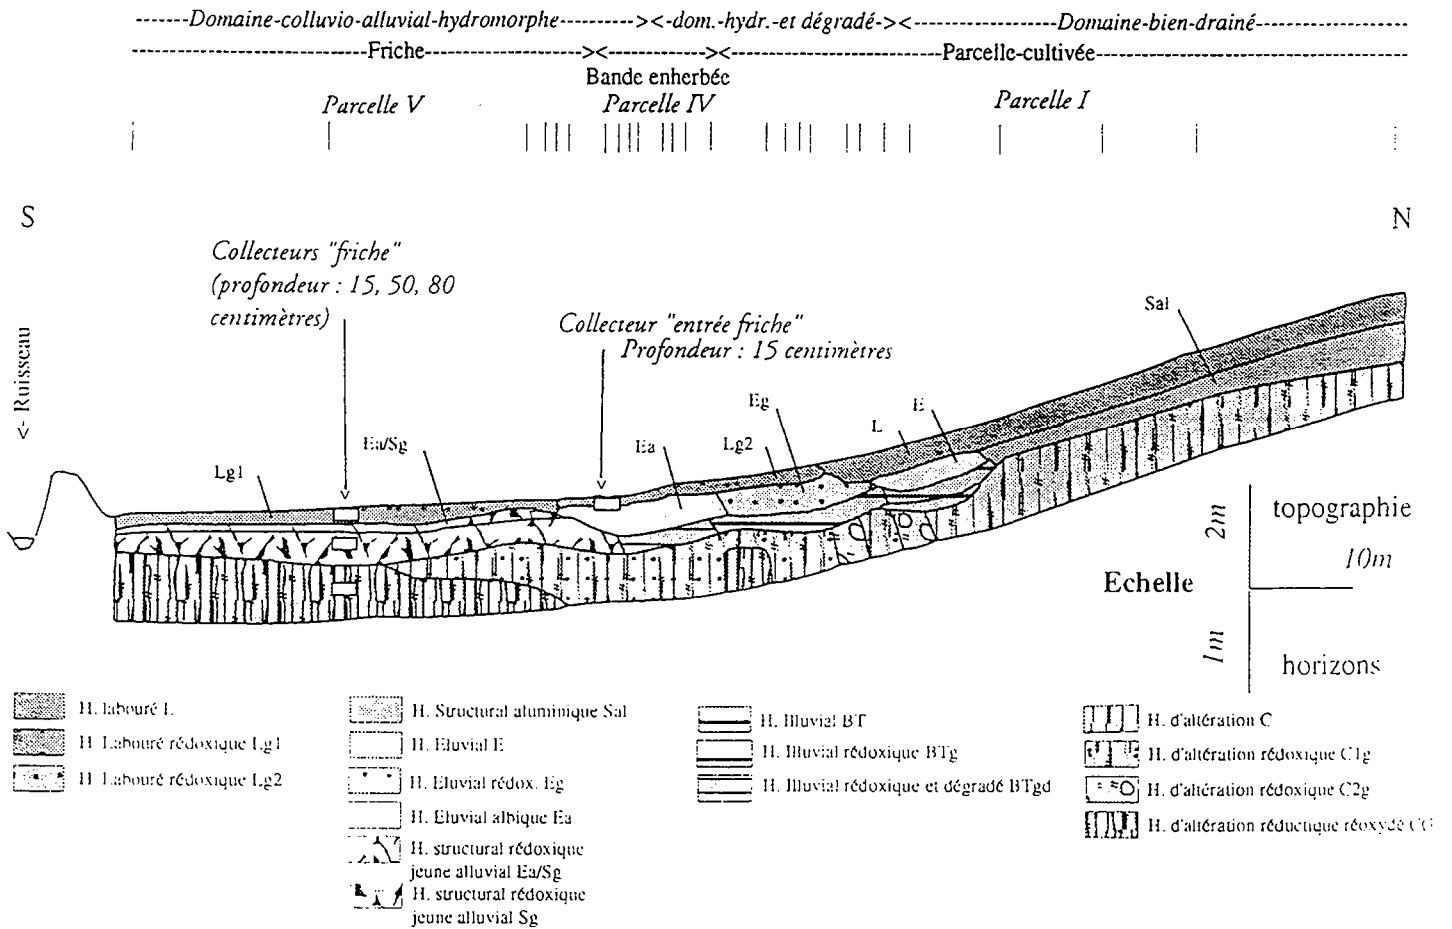 -------Domaine-colluvio-alluvial-hydromorphe---------><-dom.-hydr.-et dégradé-><---------------Domaine-bien-drainé---------------
-----------------------Friche---------------------><-----------><----------------------Parcelle-cultivée-------------------------------
Bande enherbée
Parcelle V
Parcelle IV
Parcelle I
S
N
Collecteurs "friche"
(profondeur : 15, 50, 80
centimètres)
Collecteur "entrée friche"
Profondeur : 15 centimètres
<- Ruisseau
Sal
Eg
E
L
Ea/Sg
Ea
Lg2
Lg1
2m
topographie
10m
Echelle
1m
horizons
H. labouré L
H. Labouré rédoxique Lg1
H. Labouré rédoxique Lg2
H. Structural aluminique Sal
H. Eluvial E
H. Eluvial rédox. Eg
H. Eluvial albique Ea
H. structural rédoxique
jeune alluvial Ea/Sg
H. structural rédoxique
jeune alluvial Sg
H. Illuvial BT
H. Illuvial rédoxique BTg
H. Illuvial rédoxique et dégradé BTgd
H. d'altération C
H. d'altération rédoxique C1g
H. d'altération rédoxique C2g
H. d'altération réductique réoxydé